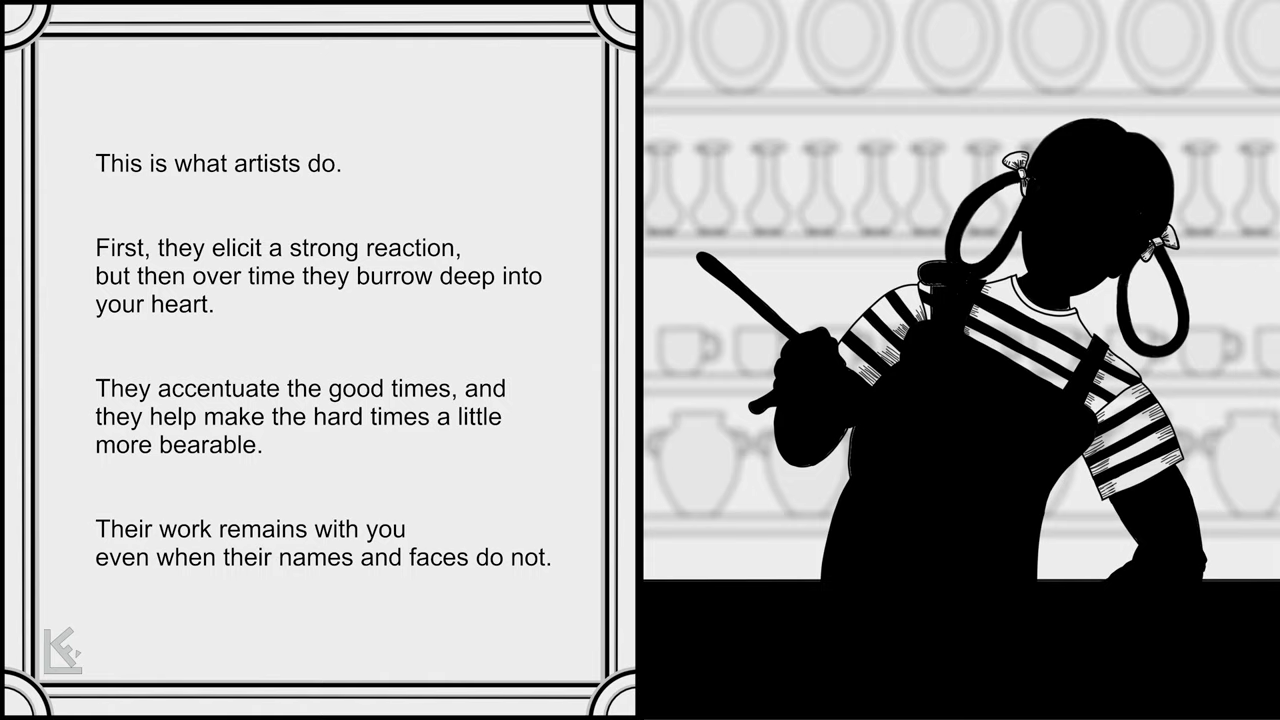 This is what artists do.
First, they elicit a strong reaction,
but then over time they burrow deep into
your heart.
They accentuate the good times, and
they help make the hard times a little
more bearable.
Their work remains with you
even when their names and faces do not.